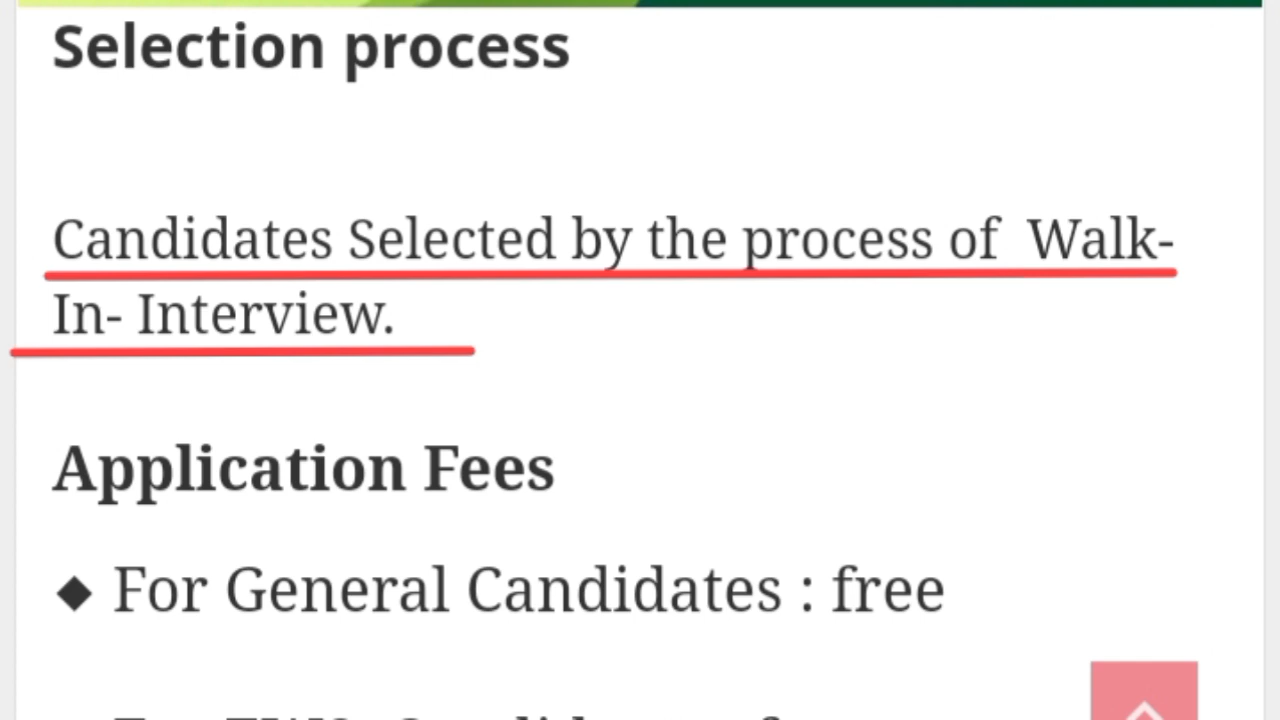 Selection process
Candidates Selected by the process of  Walk-
In- Interview.
Application Fees
◆ For General Candidates : free